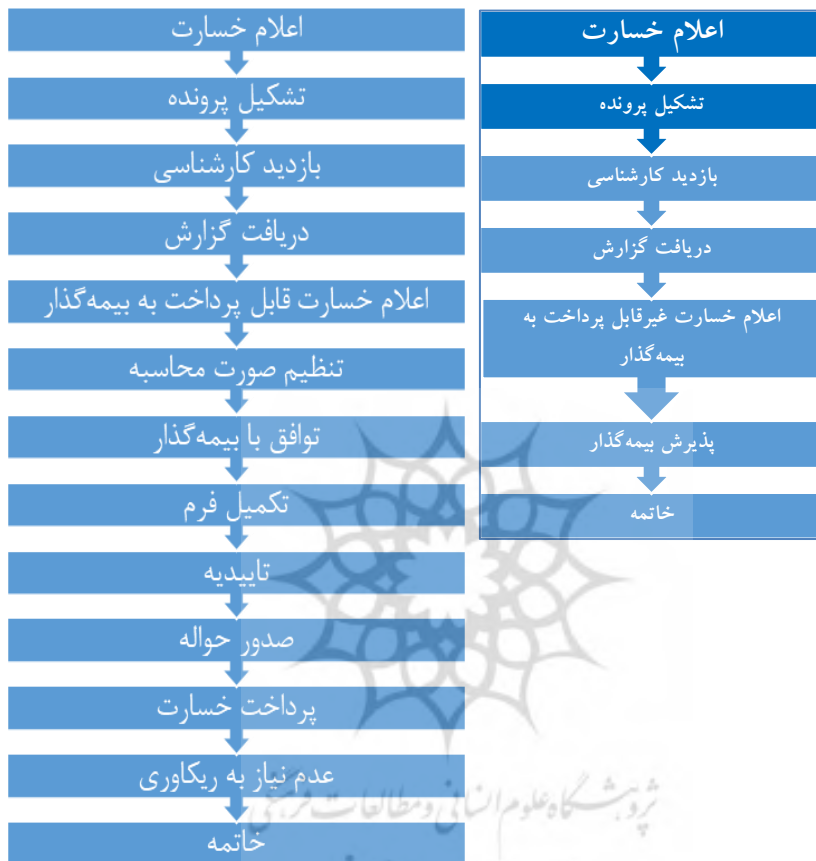 اعلام خسارت
تشکیل پرونده
بازدید کارشناسی
دریافت گزارش
اعلام خسارت غیرقابل پرداخت به
بیمه‌گذار
پذیرش بیمه‌گذار
خاتمه
اعلام خسارت
تشکیل پرونده
بازدید کارشناسی
دریافت گزارش
اعلام خسارت قابل پرداخت به بیمه‌گذار
تنظیم صورت محاسبه
توافق با بیمه‌گذار
تکمیل فرم
تاییدیه
صدور حواله
پرداخت خسارت
عدم نیاز به ریکاوری
خاتمه
پژوهشگاه علوم انسانی و مطالعات فرهنگی